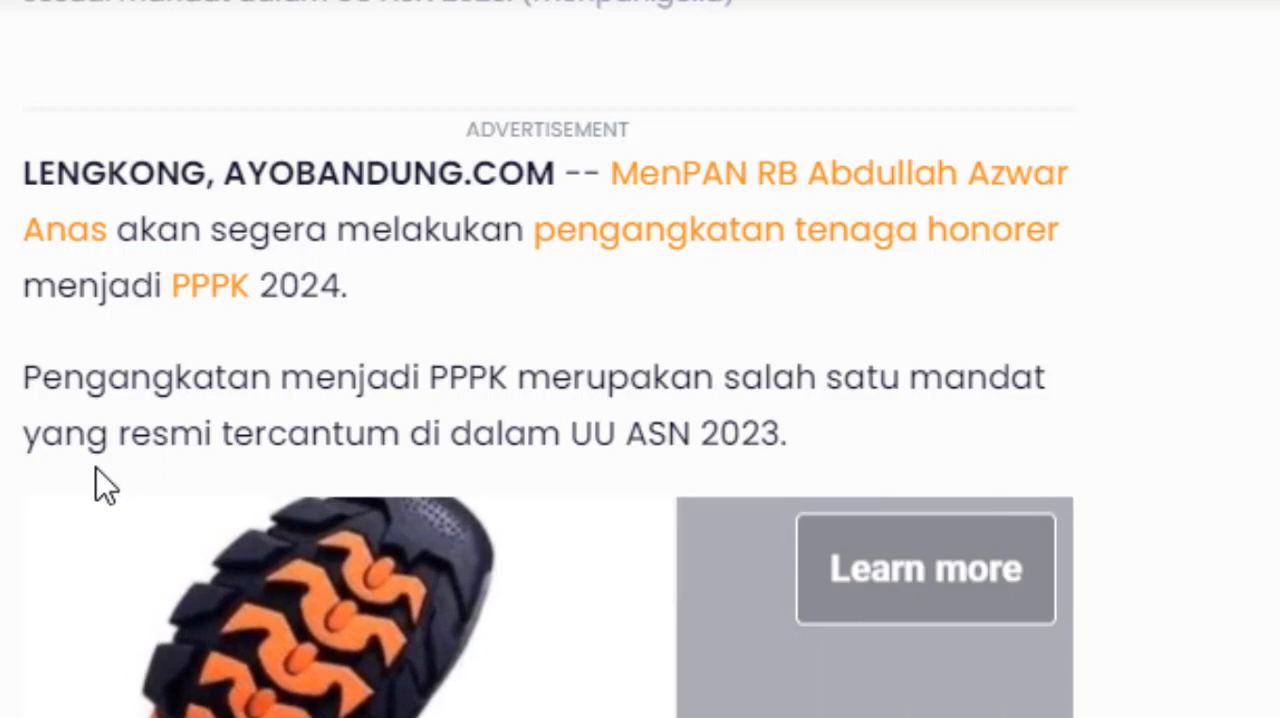 ADVERTISEMENT
LENGKONG, AYOBANDUNG.COM -- MenPAN RB Abdullah Azwar
Anas akan segera melakukan pengangkatan tenaga honorer
menjadi PPPK 2024.
Pengangkatan menjadi PPPK merupakan salah satu mandat
yang resmi tercantum di dalam UU ASN 2023.
Learn more